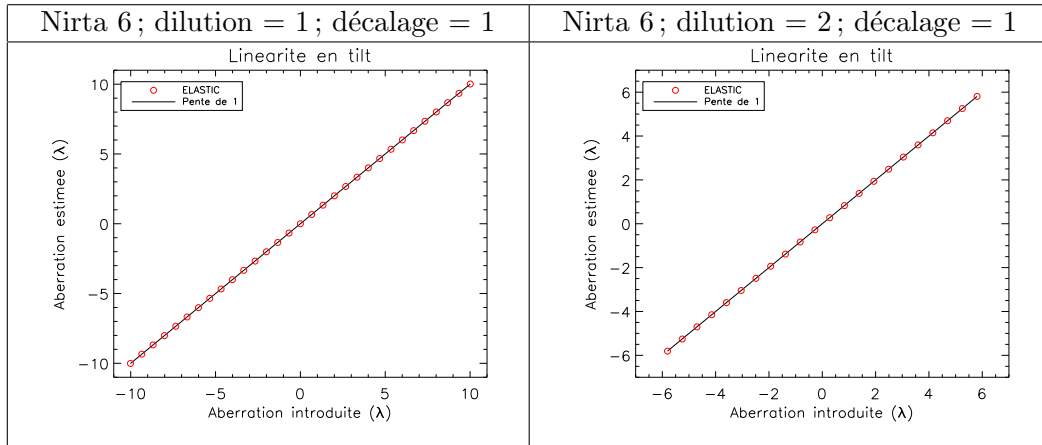 Nirta 6 ; dilution = 1 ; décalage = 1
Nirta 6 ; dilution = 2 ; décalage = 1
Linearite en tilt
ELASTIC
Pente de 1
Aberration estimee (λ)
10
5
0
−5
−10
−10 −5 0 5 10
Aberration introduite (λ)
Linearite en tilt
ELASTIC
Pente de 1
Aberration estimee (λ)
6
4
2
0
−2
−4
−6
−6 −4 −2 0 2 4 6
Aberration introduite (λ)